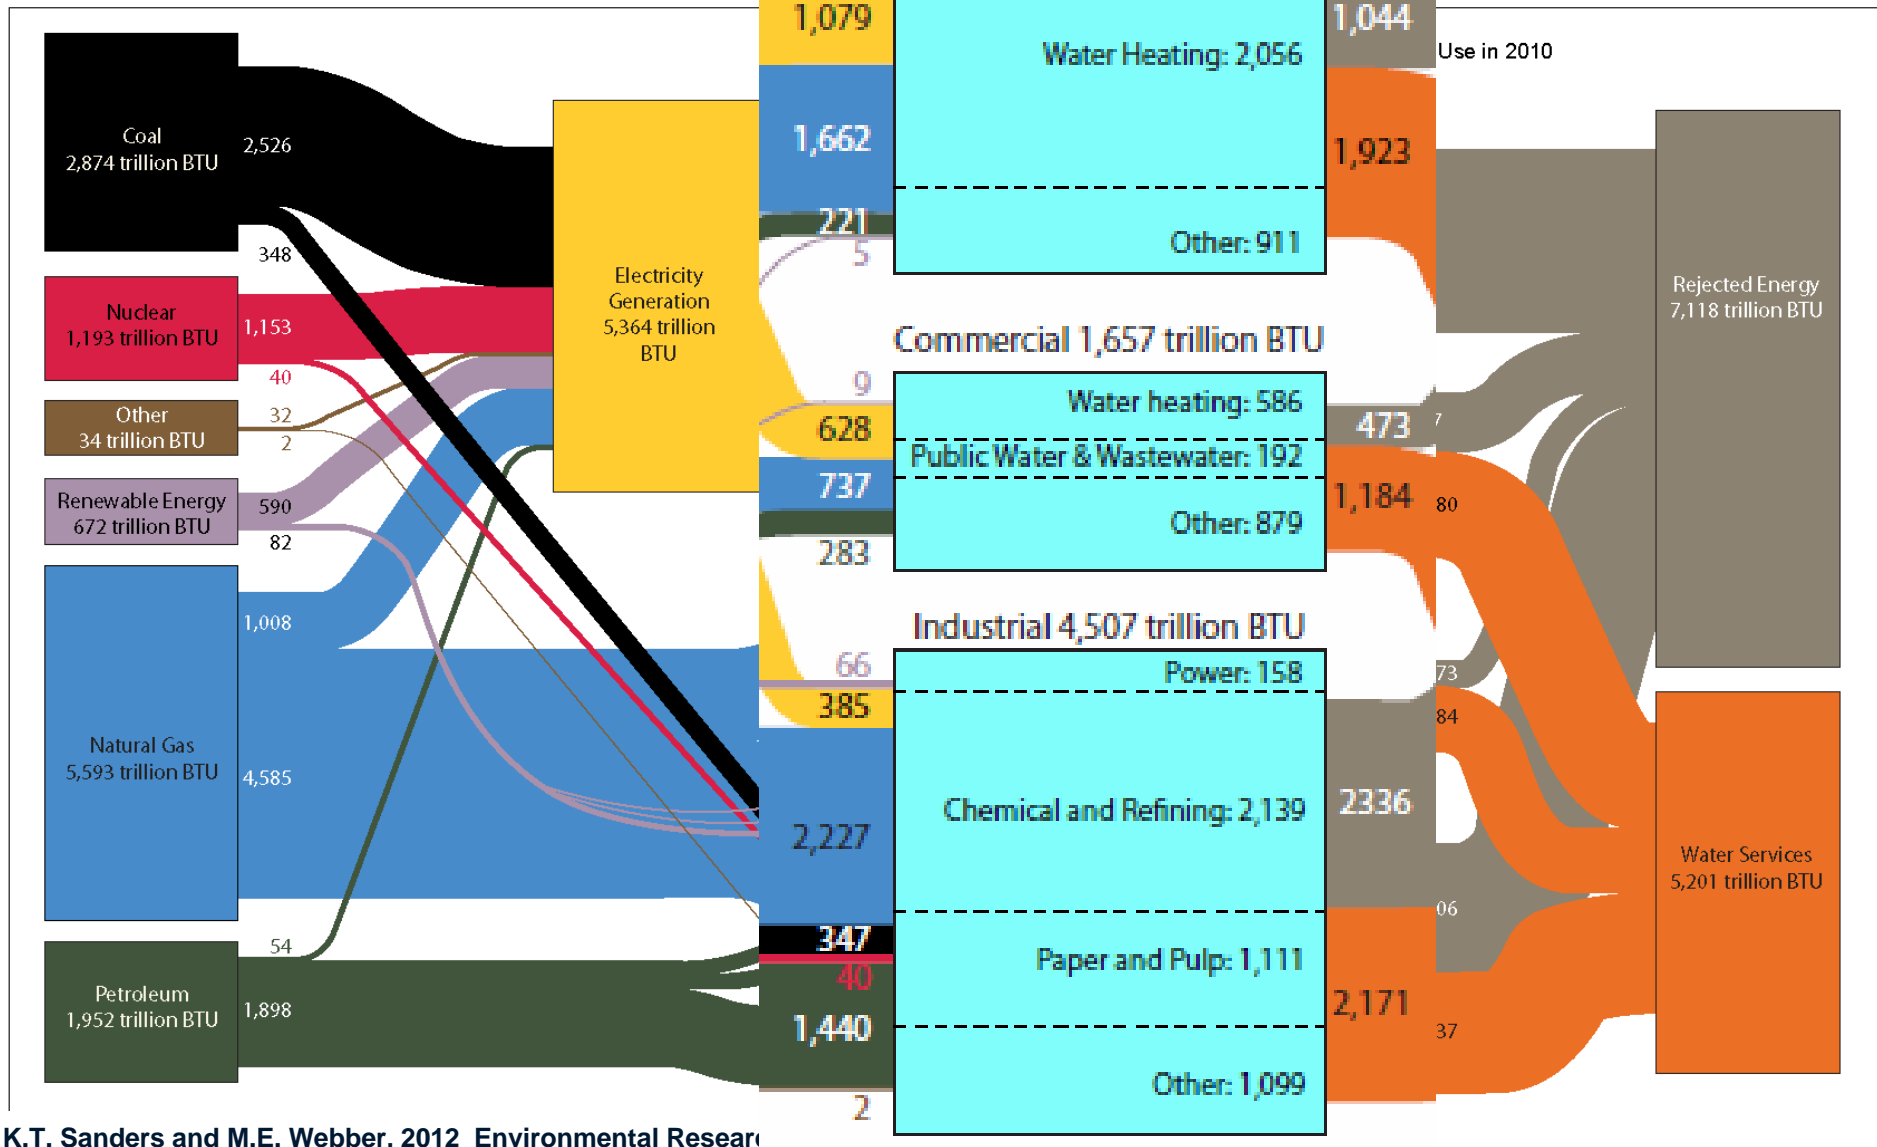 Use in 2010
Coal
2,874 trillion BTU
2,526
348
Nuclear
1,193 trillion BTU
1,153
40
Other
34 trillion BTU
32
2
Renewable Energy
672 trillion BTU
590
82
Natural Gas
5,593 trillion BTU
1,008
4,585
Petroleum
1,952 trillion BTU
54
1,898
Electricity
Generation
5,364 trillion
BTU
1,079
1,662
221
5
Water Heating: 2,056
Other: 911
1,044
1,923
Commercial 1,657 trillion BTU
9
628
737
283
Water heating: 586
Public Water & Wastewater: 192
Other: 879
473
1,184
Industrial 4,507 trillion BTU
66
385
2,227
347
40
1,440
2
Power: 158
Chemical and Refining: 2,139
Paper and Pulp: 1,111
Other: 1,099
2336
2,171
7
80
73
84
06
37
Rejected Energy
7,118 trillion BTU
Water Services
5,201 trillion BTU
K.T. Sanders and M.E. Webber. 2012 Environmental Resear